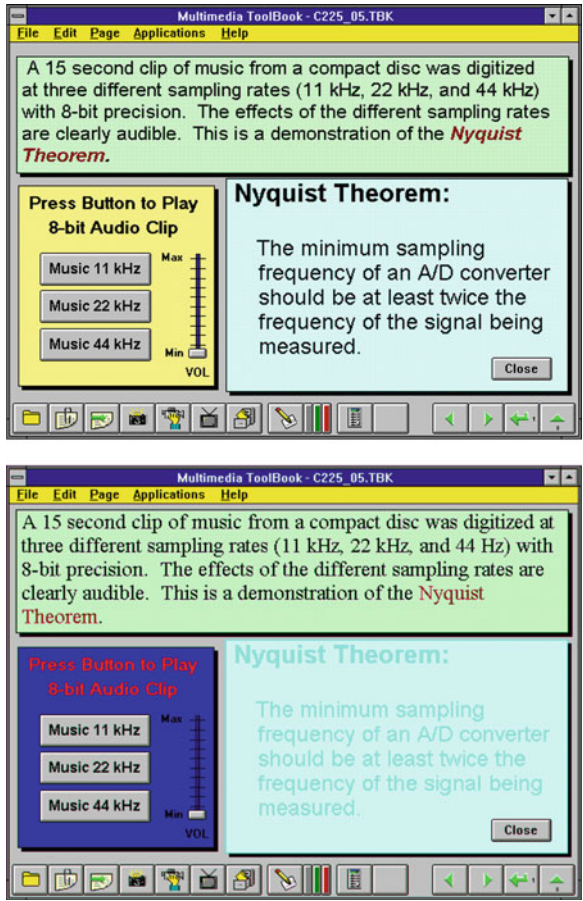 Multimedia ToolBook - C225_05.TBK
File Edit Page Applications Help
A 15 second clip of music from a compact disc was digitized
at three different sampling rates (11 kHz, 22 kHz, and 44 kHz)
with 8-bit precision. The effects of the different sampling rates
are clearly audible. This is a demonstration of the Nyquist
Theorem.
Press Button to Play
8-bit Audio Clip
Music 11 kHz
Music 22 kHz
Music 44 kHz
Max
Min
VOL
Nyquist Theorem:
The minimum sampling
frequency of an A/D converter
should be at least twice the
frequency of the signal being
measured.
Close
Multimedia ToolBook - C225_05.TBK
File Edit Page Applications Help
A 15 second clip of music from a compact disc was digitized at
three different sampling rates (11 kHz, 22 kHz, and 44 Hz) with
8-bit precision. The effects of the different sampling rates are
clearly audible. This is a demonstration of the Nyquist
Theorem.
Press Button to Play
8-bit Audio Clip
Music 11 kHz
Music 22 kHz
Music 44 kHz
Max
Min
VOL
Nyquist Theorem:
The minimum sampling
frequency of an A/D converter
should be at least twice the
frequency of the signal being
measured.
Close